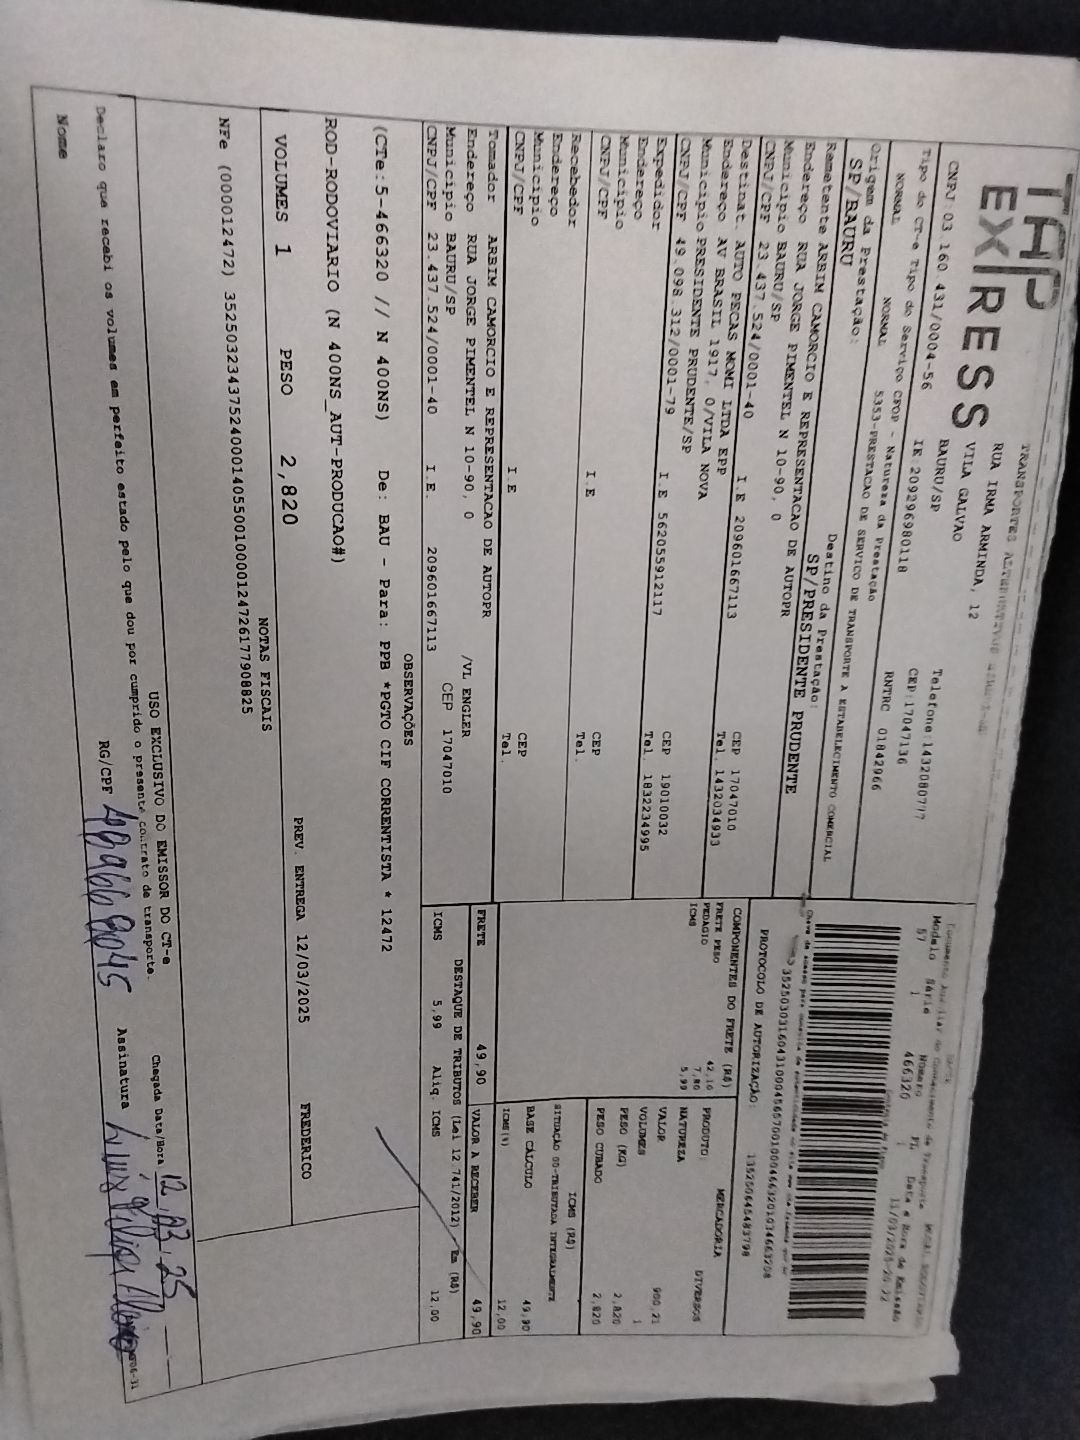 TRANSPORTES ALTERNATIVOS
TAP EXPRESS
RUA IRMA ARMINDA, 12
VILA GALVAO
BAURU/SP
CNPJ:03.160.431/0004-56
IE:209296980118
CEP:17047136
RNTRC 01842966
Tipo do CT-e Tipo do Serviço CFOP - Natureza da Prestação
NORMAL NORMAL 5353-PRESTACAO DE SERVICO DE TRANSPORTE A ESTABELECIMENTO COMERCIAL
Origem da Prestação: Destino da Prestação:
SP/BAURU SP/PRESIDENTE PRUDENTE
Modelo Série Número FL Data e Hora de Emissão
57 1 466320 1
PROTOCOLO DE AUTORIZAÇÃO:
Remetente ARBIM CAMORCIO E REPRESENTACAO DE AUTOPR
Endereço RUA JORGE PIMENTEL N 10-90, 0
Município BAURU/SP CEP 17047010
CNPJ/CPF 23.437.524/0001-40 I.E 209601667113 Tel. 1432034933
Destinat. AUTO PECAS MOMI LTDA EPP
Endereço AV BRASIL 1917, 0/VILA NOVA
Município PRESIDENTE PRUDENTE/SP CEP 19010032
CNPJ/CPF 49.098.312/0001-79 I.E 562055912117 Tel. 1832234995
Expedidor
Endereço
Município CEP
CNPJ/CPF I.E Tel.
Recebedor
Endereço
Município CEP
CNPJ/CPF I.E Tel.
Tomador ARBIM CAMORCIO E REPRESENTACAO DE AUTOPR
Endereço RUA JORGE PIMENTEL N 10-90, 0 /VL ENGLER
Município BAURU/SP CEP 17047010
CNPJ/CPF 23.437.524/0001-40 I.E. 209601667113
COMPONENTES DO FRETE (R$)
FRETE PESO 42,10
PEDAGIO 7,80
ICMS 5,99
FRETE 49,90
MERCADORIA
PRODUTO: DIVERSOS
NATUREZA
VALOR 900,21
VOLUMES 1
PESO (KG) 2,820
PESO CUBADO 2,820
ICMS (R$)
SITUAÇÃO 00-TRIBUTADA INTEGRALMENTE
BASE CÁLCULO 49,90
ICMS(%) 12,00
VALOR A RECEBER 49,90
DESTAQUE DE TRIBUTOS (Lei 12.741/2012) Em (R$)
ICMS 5,99 Alíq. ICMS 12,00
OBSERVAÇÕES
(CTe:5-466320 // N 400NS) De: BAU - Para: PPB *PGTO CIF CORRENTISTA * 12472
ROD-RODOVIARIO (N 400NS_AUT-PRODUCAO#)
VOLUMES 1 PESO 2,820 PREV. ENTREGA 12/03/2025 FREDERICO
NOTAS FISCAIS
NFe (000012472) 35250323437524000140550010000124726177908825
USO EXCLUSIVO DO EMISSOR DO CT-e
Declaro que recebi os volumes em perfeito estado pelo que dou por cumprido o presente contrato de transporte.
Chegada Data/Hora 12.03.25
Nome RG/CPF Assinatura